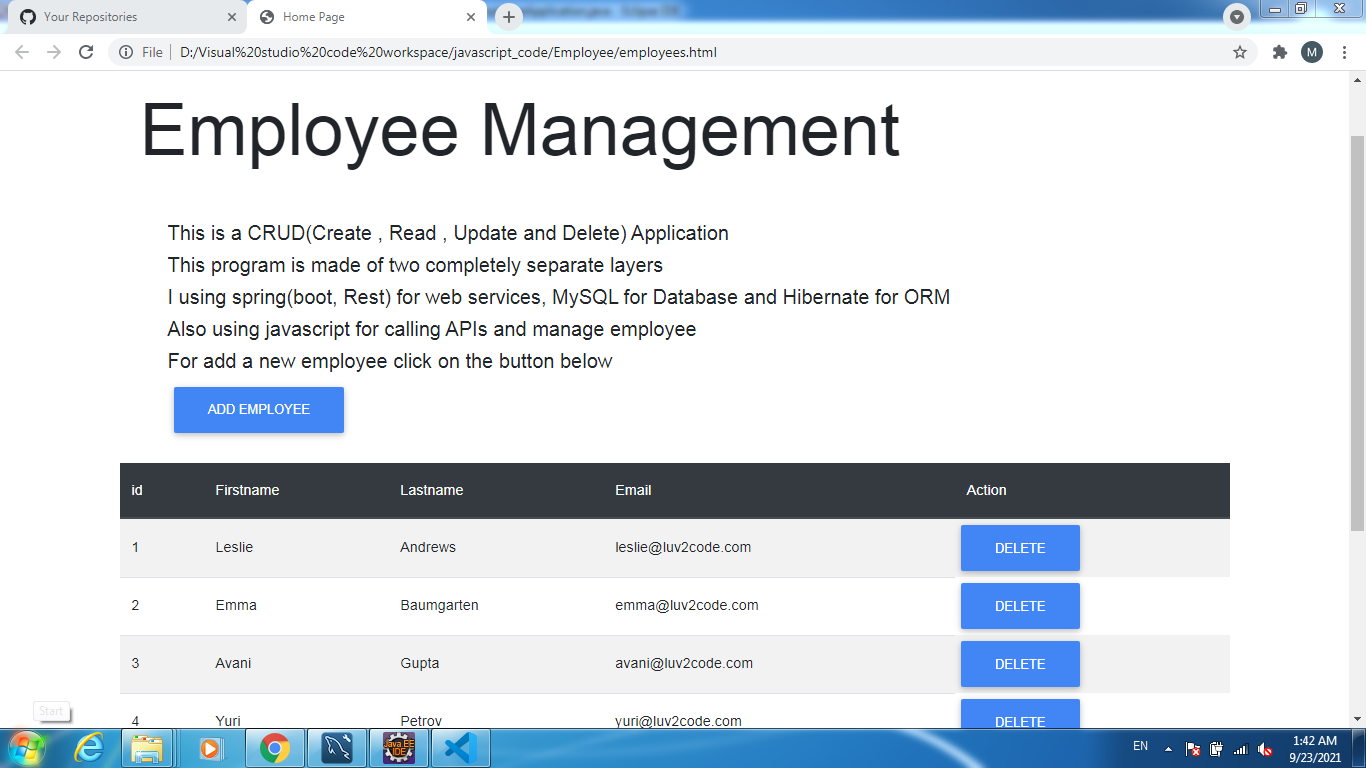 Your Repositories
Home Page
Application.java - Eclipse IDE
File
D:/Visual%20studio%20code%20workspace/javascript_code/Employee/employees.html
M
Employee Management
This is a CRUD(Create , Read , Update and Delete) Application
This program is made of two completely separate layers
I using spring(boot, Rest) for web services, MySQL for Database and Hibernate for ORM
Also using javascript for calling APIs and manage employee
For add a new employee click on the button below
ADD EMPLOYEE
id Firstname Lastname Email Action
1 Leslie Andrews leslie@luv2code.com DELETE
2 Emma Baumgarten emma@luv2code.com DELETE
3 Avani Gupta avani@luv2code.com DELETE
4 Yuri Petrov yuri@luv2code.com DELETE
Start
Java EE
IDE
EN
1:42 AM
9/23/2021